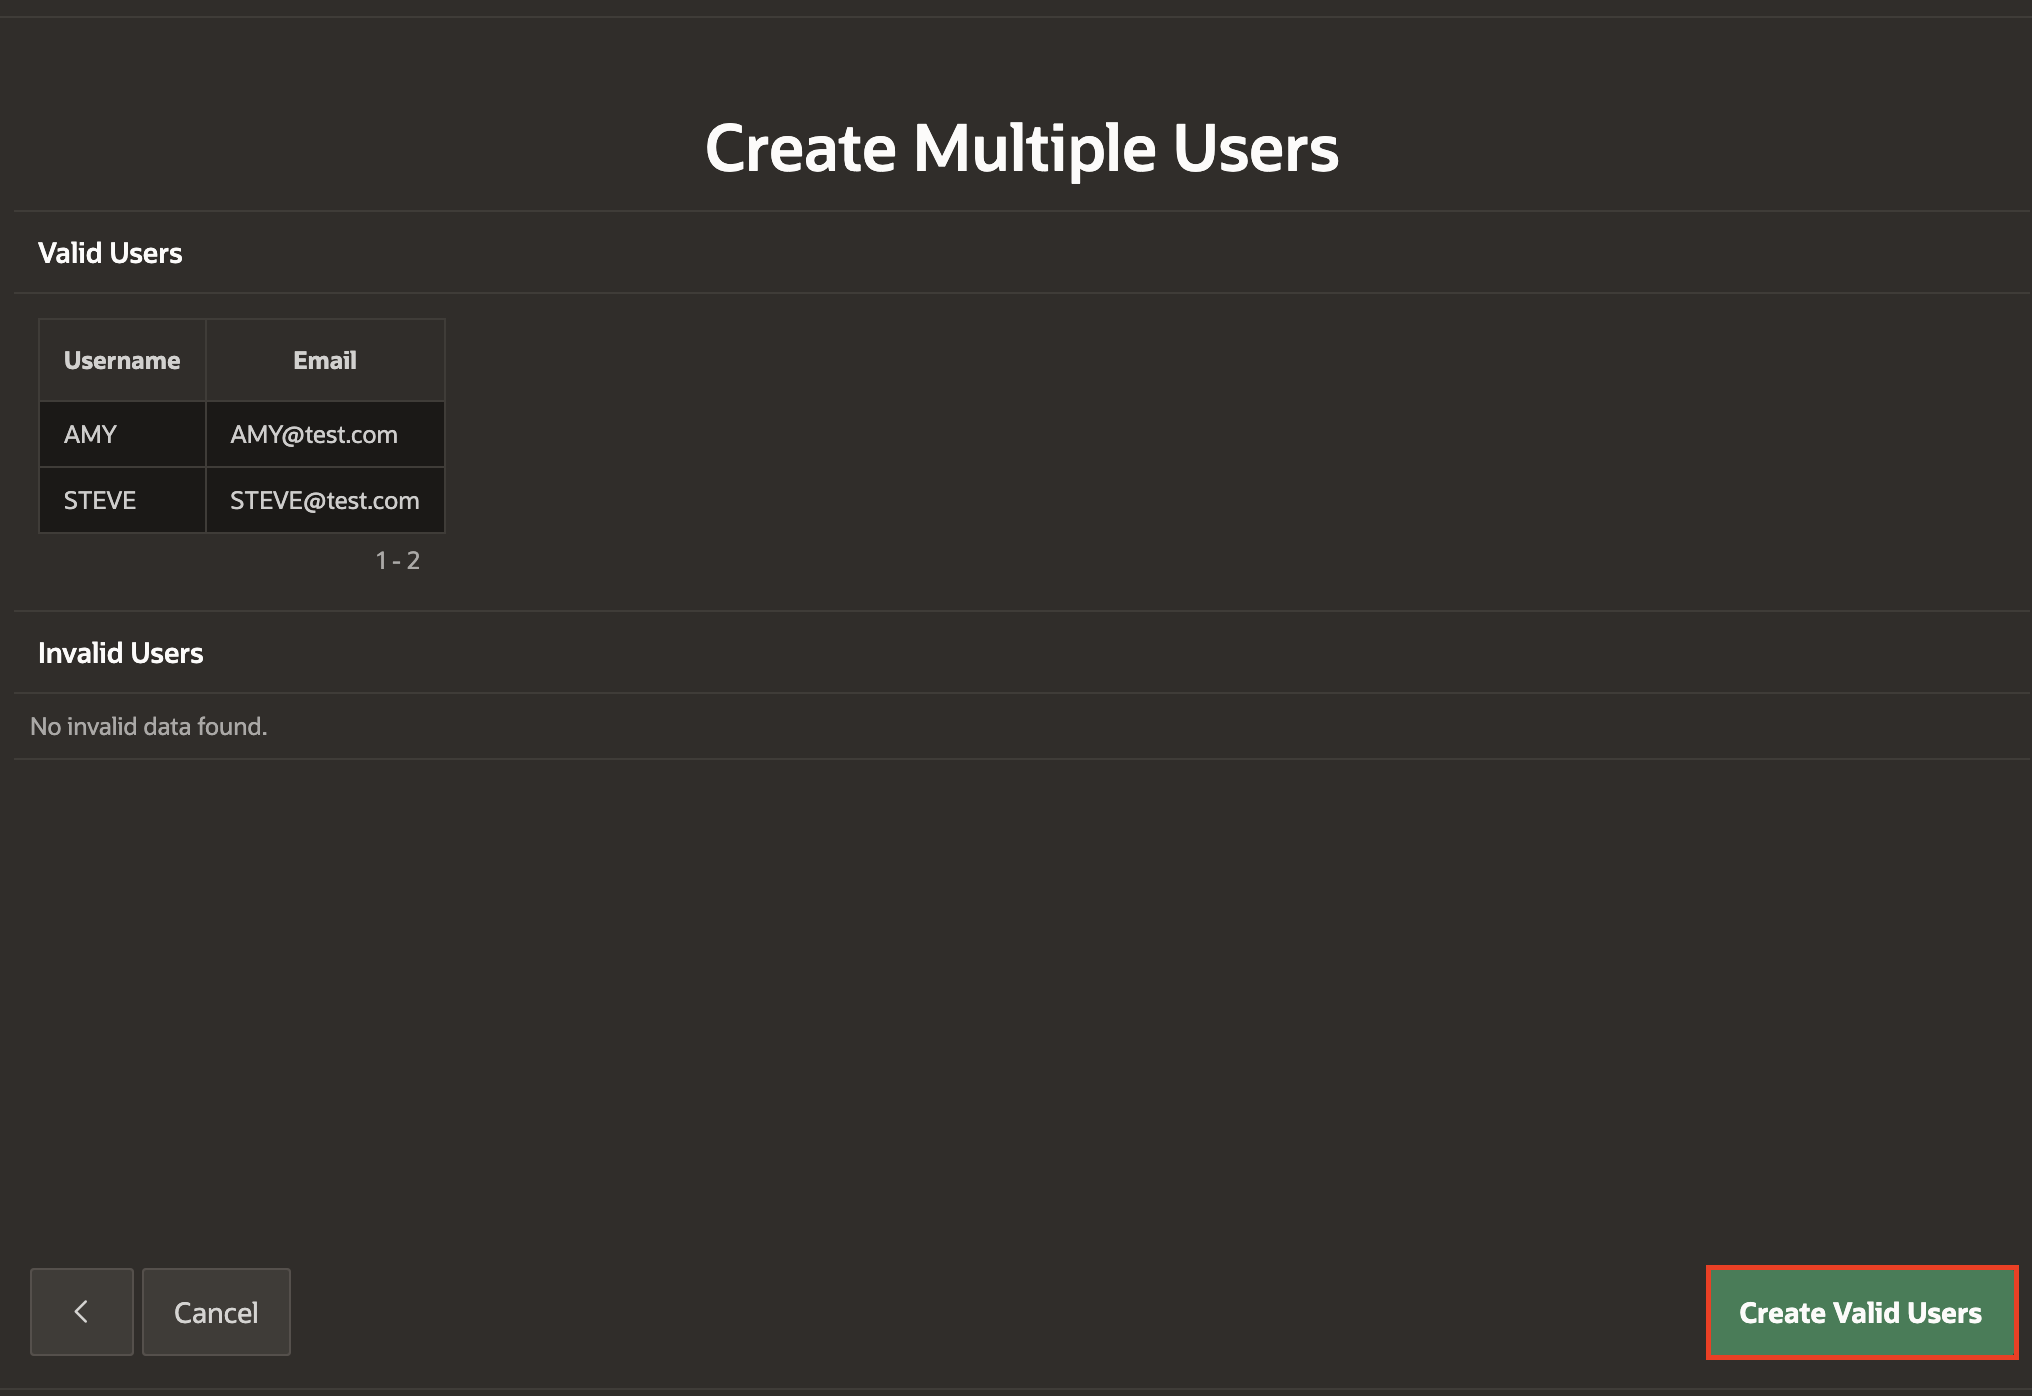 Create Multiple Users
Valid Users
Username Email
AMY AMY@test.com
STEVE STEVE@test.com
1 - 2
Invalid Users
No invalid data found.
Cancel Create Valid Users